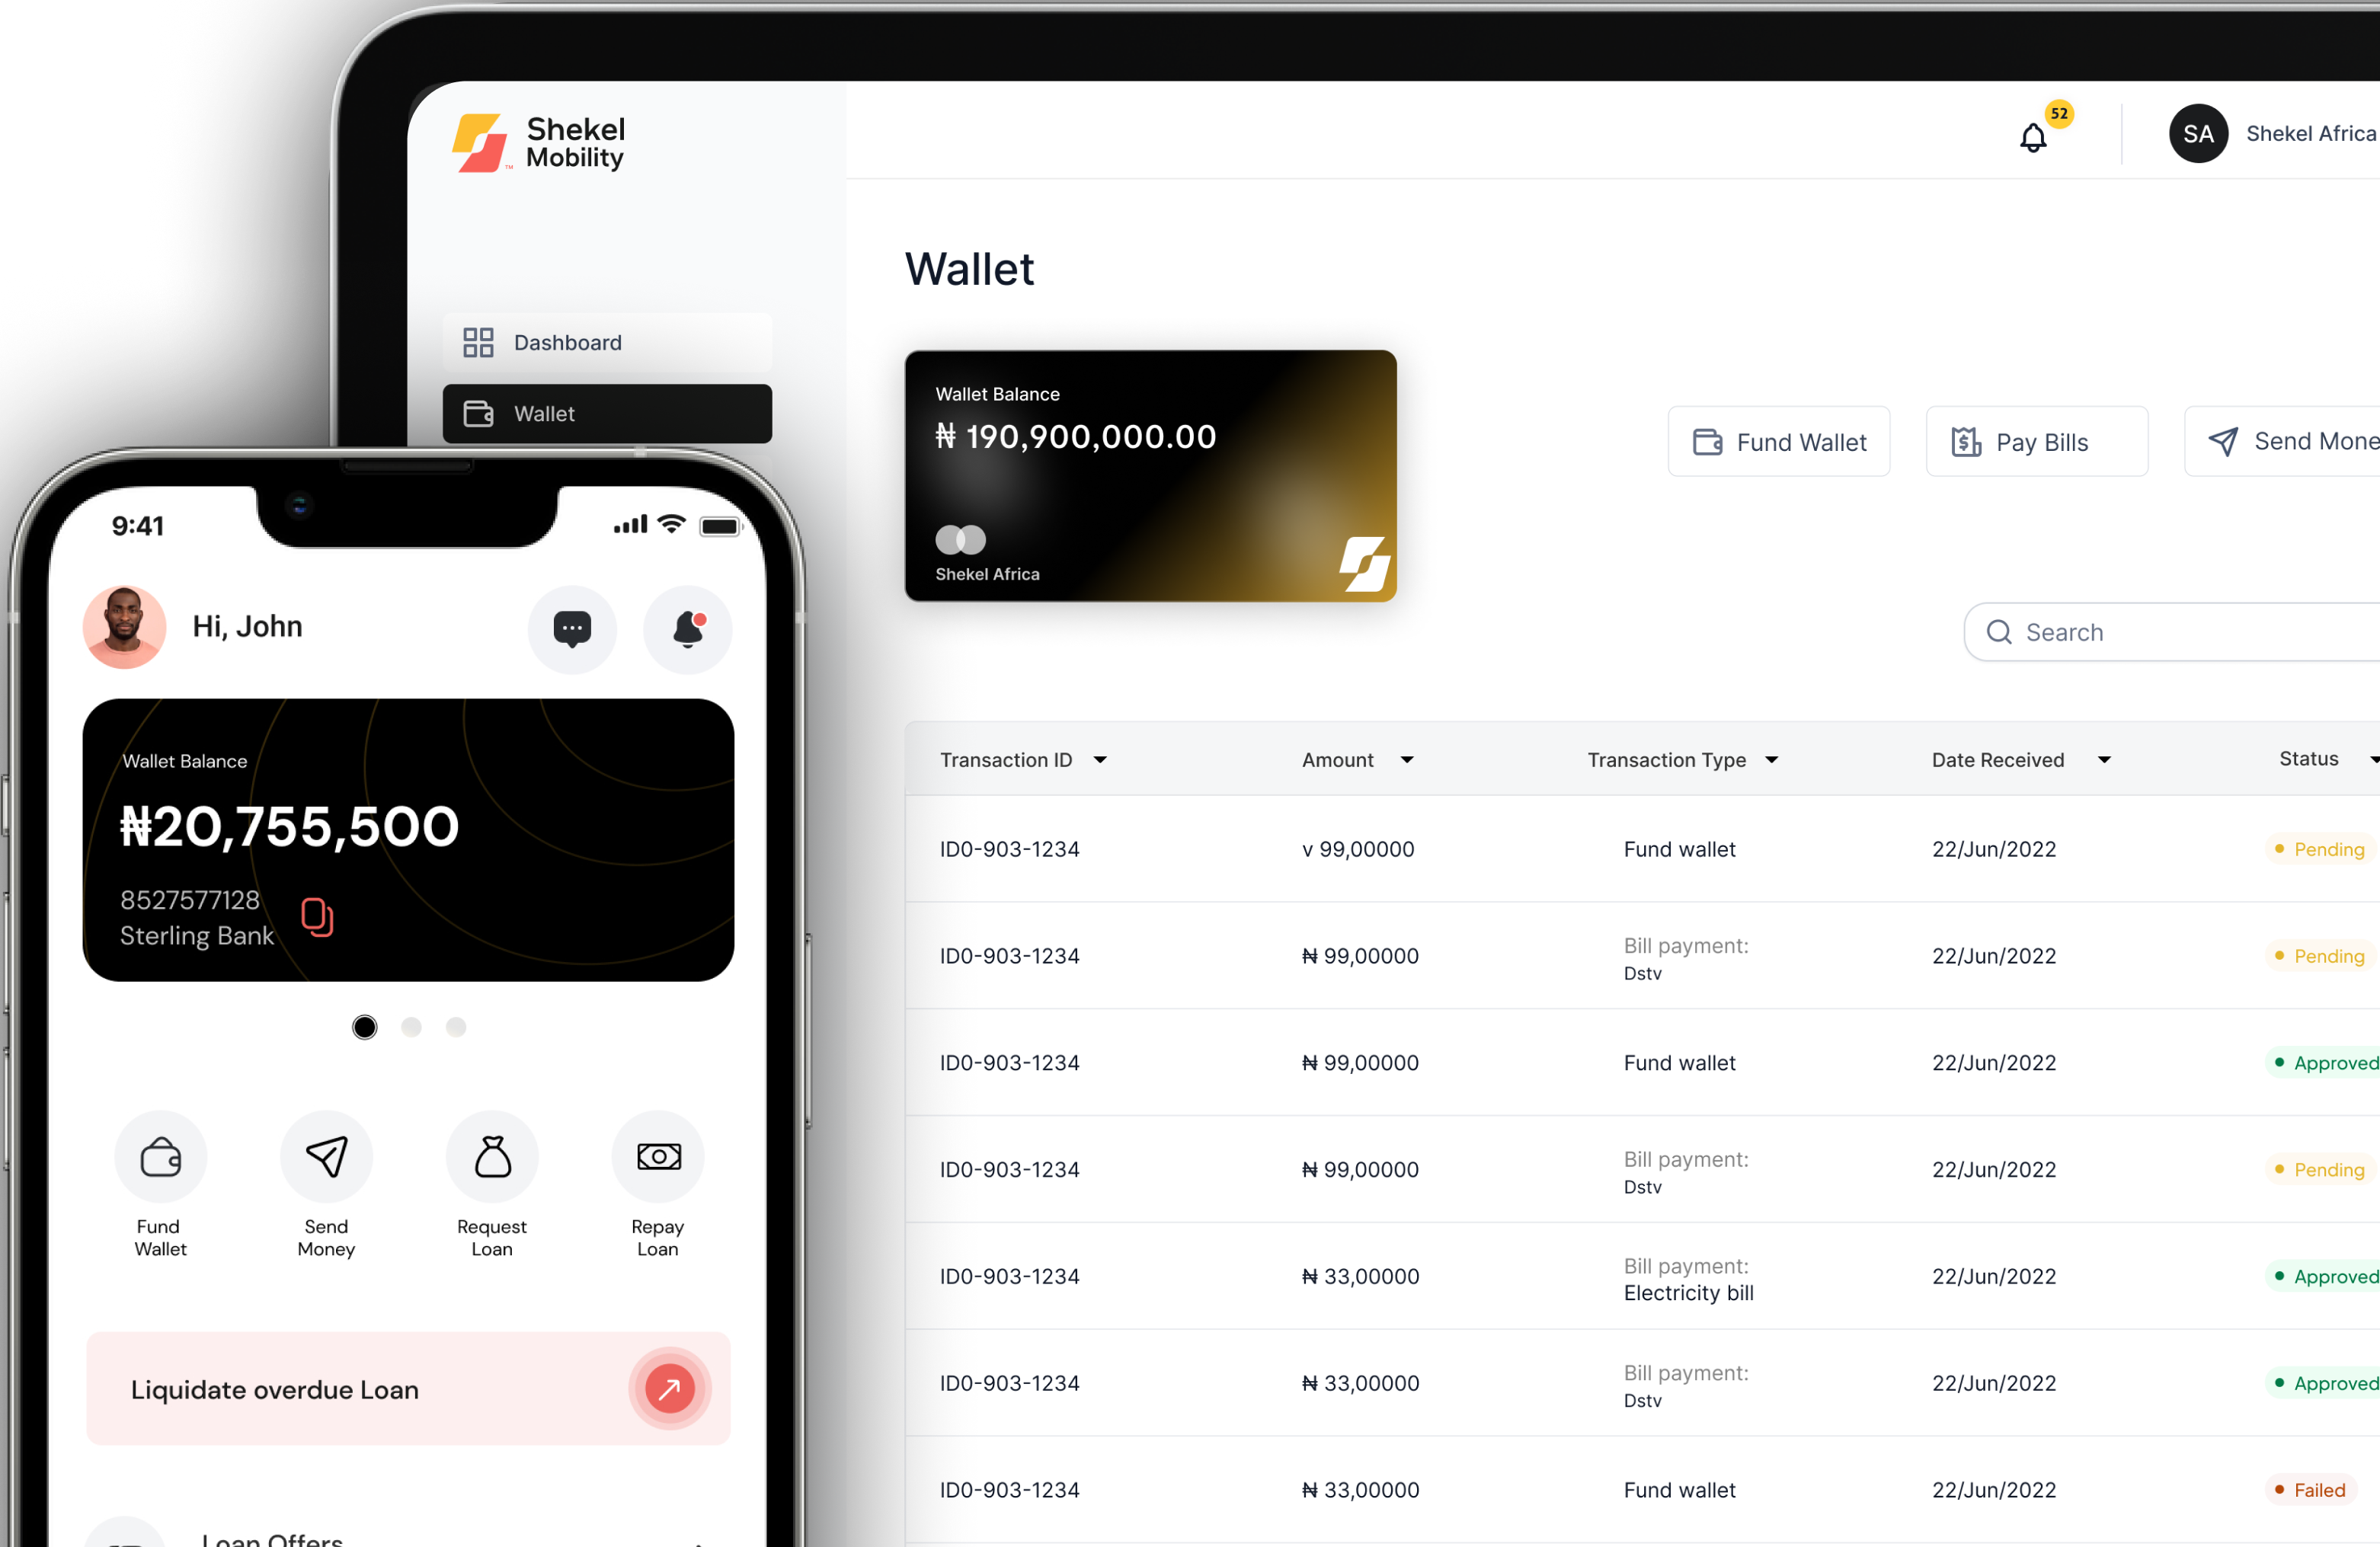 Shekel
Mobility
™
52
SA
Shekel Africa
Wallet
Dashboard
Wallet
Wallet Balance
₦ 190,900,000.00
Shekel Africa
Fund Wallet
Pay Bills
Send Mone
Search
Transaction ID
Amount
Transaction Type
Date Received
Status
ID0-903-1234
v 99,00000
Fund wallet
22/Jun/2022
Pending
ID0-903-1234
₦ 99,00000
Bill payment:
Dstv
22/Jun/2022
Pending
ID0-903-1234
₦ 99,00000
Fund wallet
22/Jun/2022
Approved
ID0-903-1234
₦ 99,00000
Bill payment:
Dstv
22/Jun/2022
Pending
ID0-903-1234
₦ 33,00000
Bill payment:
Electricity bill
22/Jun/2022
Approved
ID0-903-1234
₦ 33,00000
Bill payment:
Dstv
22/Jun/2022
Approved
ID0-903-1234
₦ 33,00000
Fund wallet
22/Jun/2022
Failed
9:41
Hi, John
Wallet Balance
₦20,755,500
8527577128
Sterling Bank
Fund
Wallet
Send
Money
Request
Loan
Repay
Loan
Liquidate overdue Loan
Loan Offers